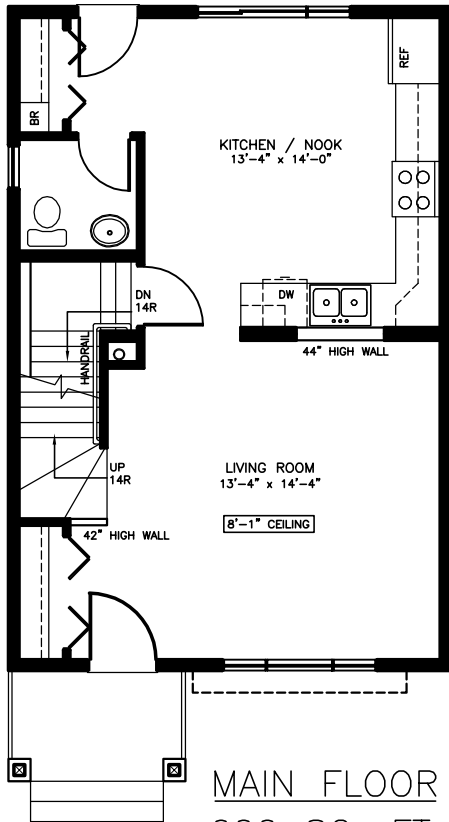 REF
BR
KITCHEN / NOOK
13'-4" x 14'-0"
DN
14R
DW
HANDRAIL
44" HIGH WALL
UP
14R
LIVING ROOM
13'-4" x 14'-4"
8'-1" CEILING
42" HIGH WALL
MAIN FLOOR